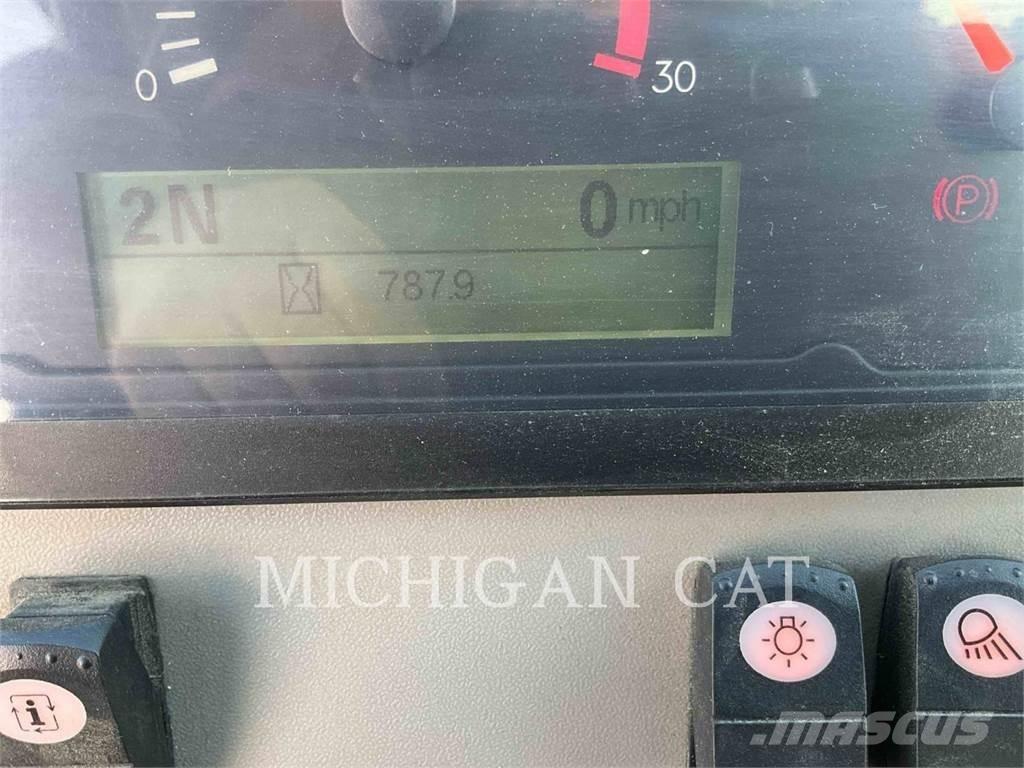 0
30
2N 0 mph
P
787.9
MICHIGAN CAT
i
MASCUS